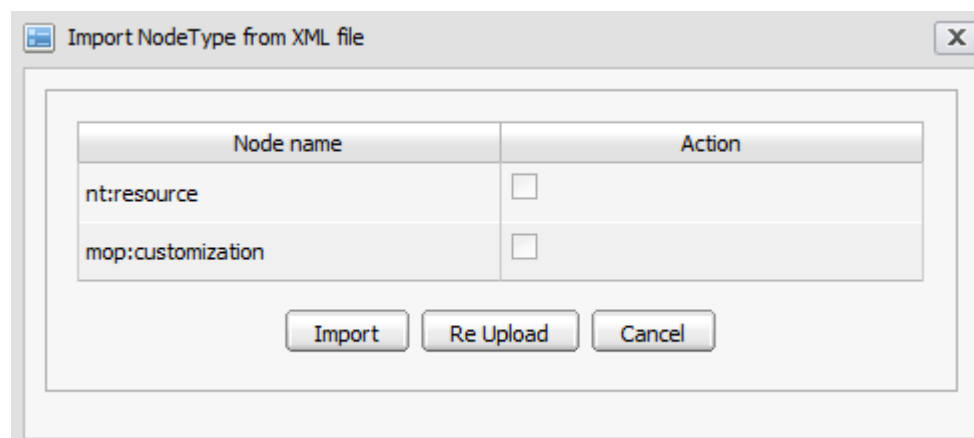 Import NodeType from XML file
X
Node name Action
nt:resource
mop:customization
Import Re Upload Cancel